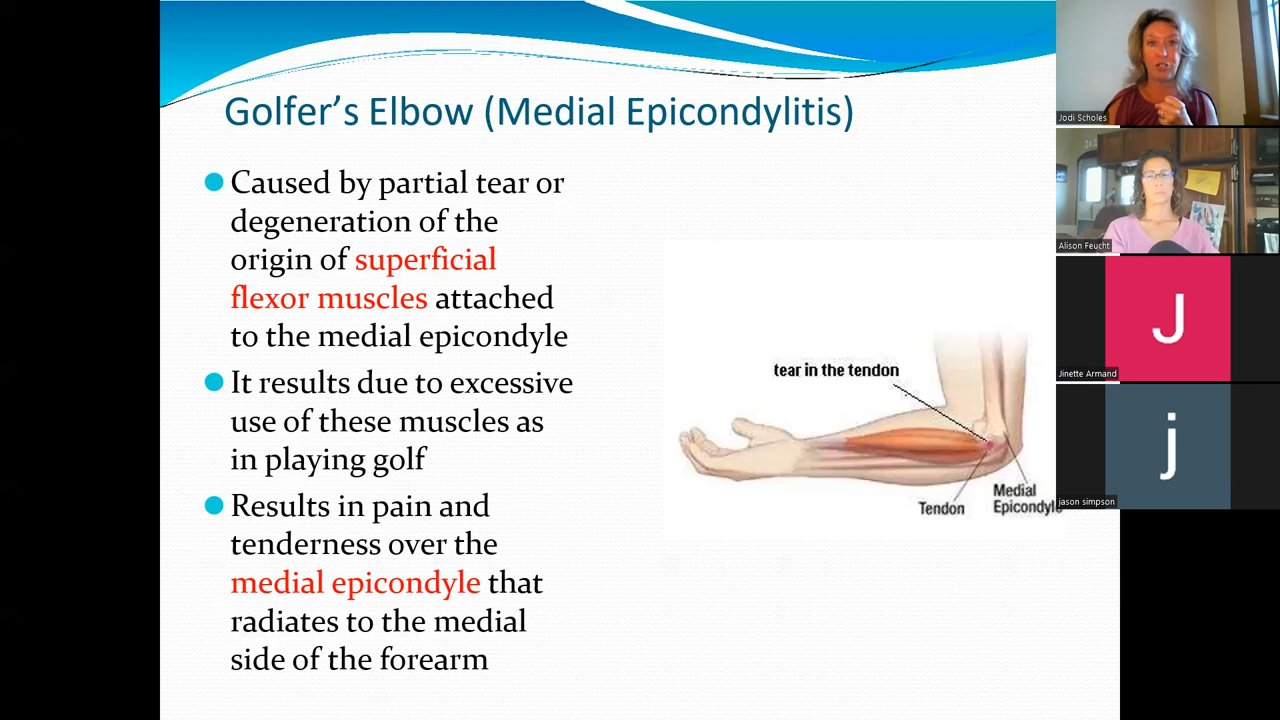 Golfer's Elbow (Medial Epicondylitis)
Caused by partial tear or
degeneration of the
origin of superficial
flexor muscles attached
to the medial epicondyle
It results due to excessive
use of these muscles as
in playing golf
Results in pain and
tenderness over the
medial epicondyle that
radiates to the medial
side of the forearm
tear in the tendon
Tendon
Medial
Epicondyle
Jodi Scholes
Alison Feucht
J
Jinette Armand
j
jason simpson